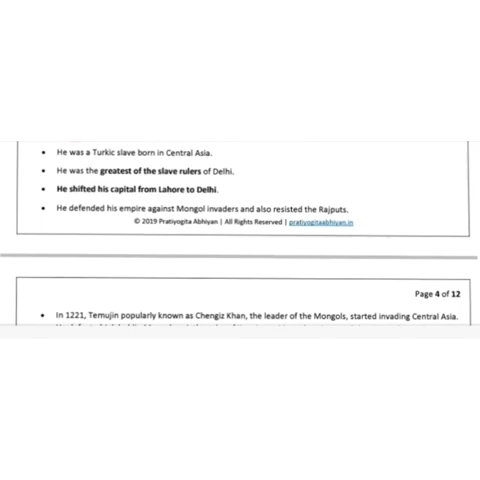 • He was a Turkic slave born in Central Asia.
• He was the greatest of the slave rulers of Delhi.
• He shifted his capital from Lahore to Delhi.
• He defended his empire against Mongol invaders and also resisted the Rajputs.
© 2019 Pratiyogita Abhiyan | All Rights Reserved | pratiyogitaabhiyan.in
Page 4 of 12
• In 1221, Temujin popularly known as Chengiz Khan, the leader of the Mongols, started invading Central Asia.